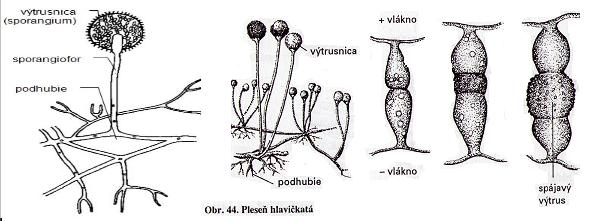 výtrusnica
(sporangium)
sporangiofor
podhubie
výtrusnica
podhubie
+ vlákno
– vlákno
spájavý
výtrus
Obr. 44. Pleseň hlavičkatá